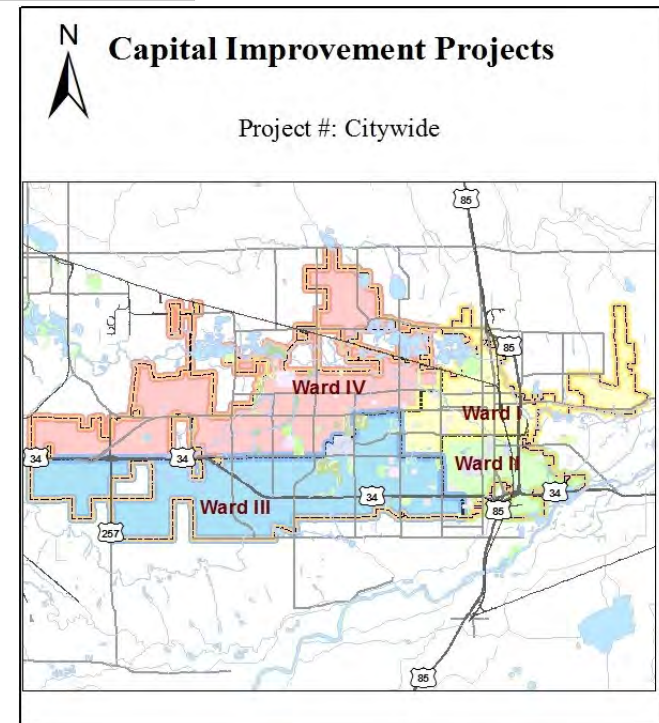 N
Capital Improvement Projects
Project #: Citywide
85
85
Ward IV
Ward I
34
34
Ward II
34
34
Ward III
85
257
85